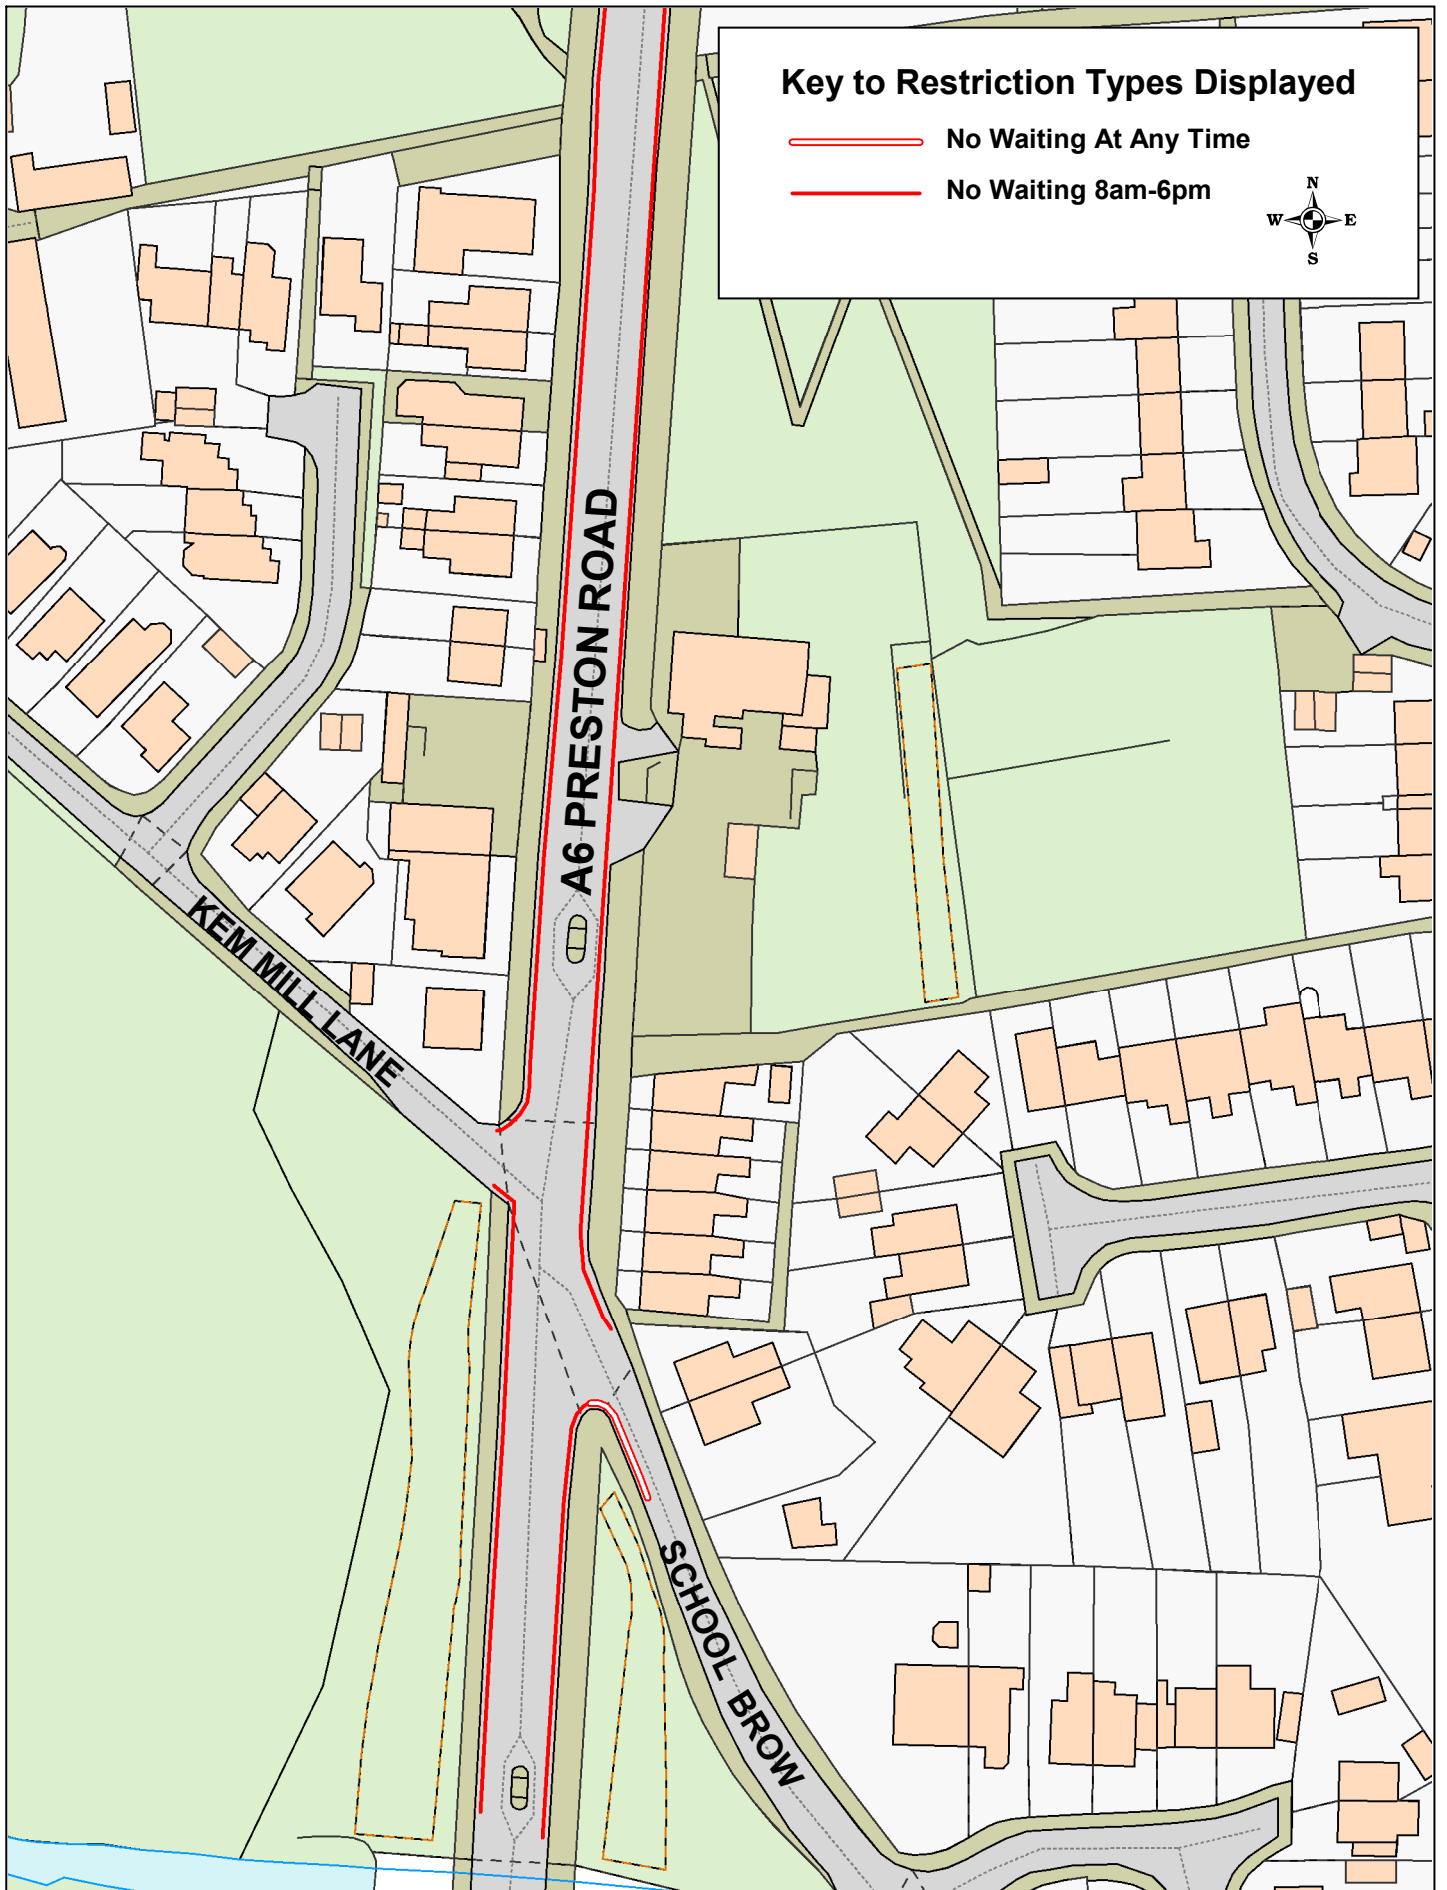 Key to Restriction Types Displayed
No Waiting At Any Time
No Waiting 8am-6pm
N
W E
S
A6 PRESTON ROAD
KEM MILL LANE
SCHOOL BROW